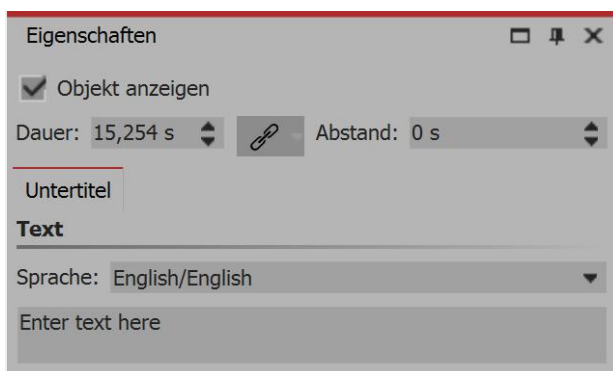 Eigenschaften
Objekt anzeigen
Dauer: 15,254 s Abstand: 0 s
Untertitel
Text
Sprache: English/English
Enter text here